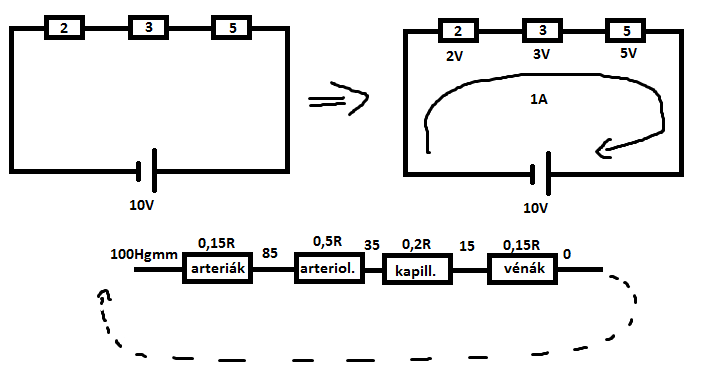 2 3 5
10V
2 3 5
2V 3V 5V
1A
10V
0,15R 0,5R 0,2R 0,15R
100Hgmm 85 35 15 0
arteriák arteriol. kapill. vénák